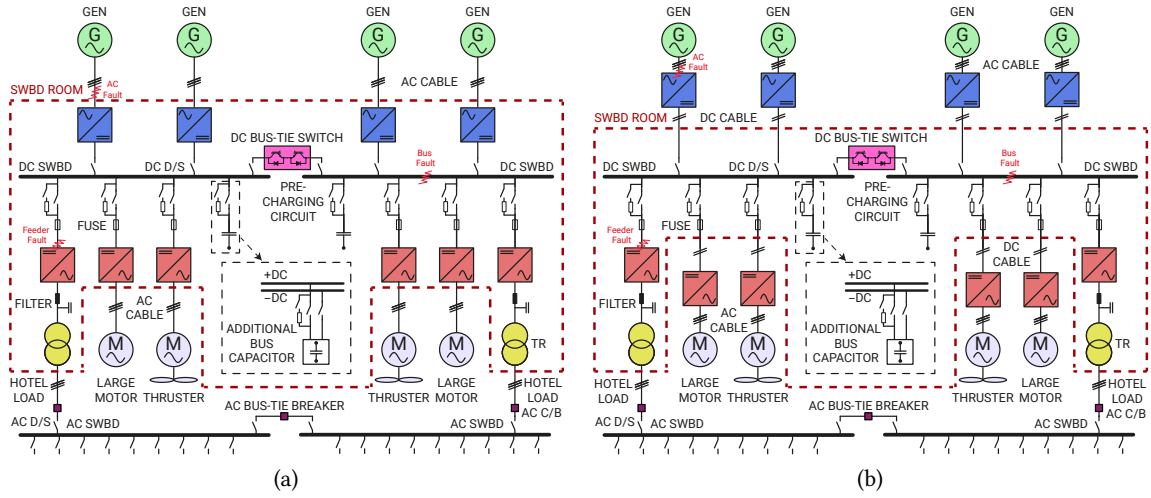 GEN GEN GEN GEN
G G G G
AC Fault
AC CABLE
SWBD ROOM
DC BUS-TIE SWITCH
DC SWBD
DC D/S
Bus Fault
DC SWBD
PRE-
CHARGING
CIRCUIT
FUSE
Feeder
Fault
+DC
−DC
FILTER
AC
CABLE
ADDITIONAL
BUS
CAPACITOR
M M
M M
TR
HOTEL
LOAD
LARGE
MOTOR
THRUSTER
THRUSTER
LARGE
MOTOR
HOTEL
LOAD
AC BUS-TIE BREAKER
AC C/B
AC D/S
AC SWBD
AC SWBD
(a)
GEN GEN GEN GEN
G G G G
AC
Fault
AC CABLE
SWBD ROOM
DC CABLE
DC BUS-TIE SWITCH
DC SWBD
DC D/S
Bus
Fault
DC SWBD
PRE-
CHARGING
CIRCUIT
FUSE
Feeder
Fault
DC
CABLE
+DC
−DC
FILTER
AC
CABLE
ADDITIONAL
BUS
CAPACITOR
M M
M M
TR
HOTEL
LOAD
LARGE
MOTOR
THRUSTER
THRUSTER
LARGE
MOTOR
HOTEL
LOAD
AC BUS-TIE BREAKER
AC C/B
AC D/S
AC SWBD
AC SWBD
(b)